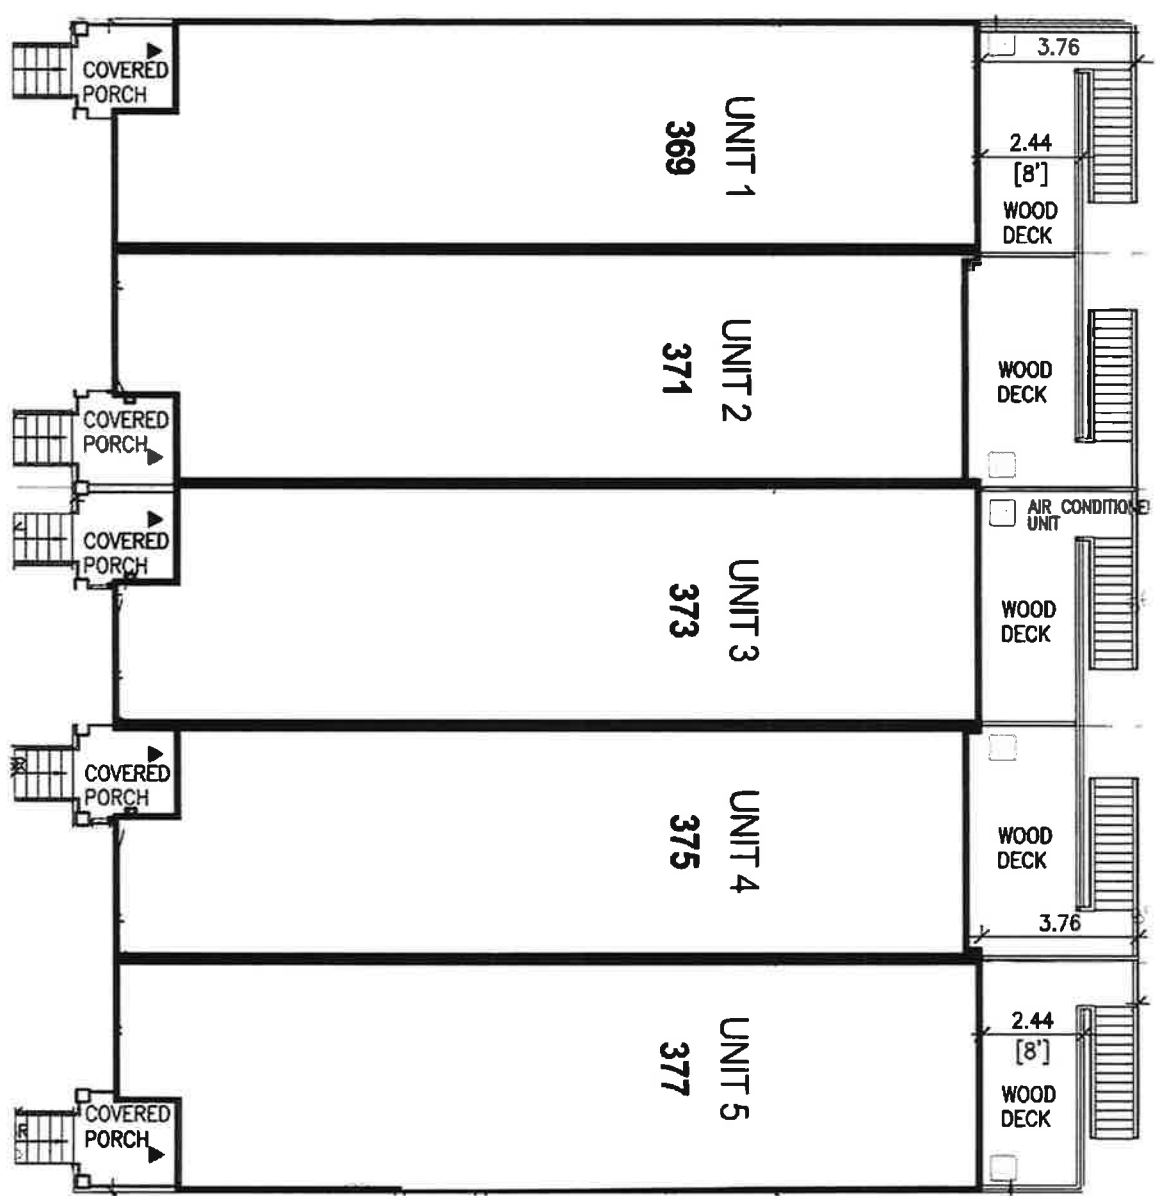 COVERED
PORCH
UNIT 1
369
3.76
2.44
[8']
WOOD
DECK
COVERED
PORCH
UNIT 2
371
WOOD
DECK
COVERED
PORCH
UNIT 3
373
AIR CONDITIONE
UNIT
WOOD
DECK
COVERED
PORCH
UNIT 4
375
WOOD
DECK
3.76
COVERED
PORCH
UNIT 5
377
2.44
[8']
WOOD
DECK